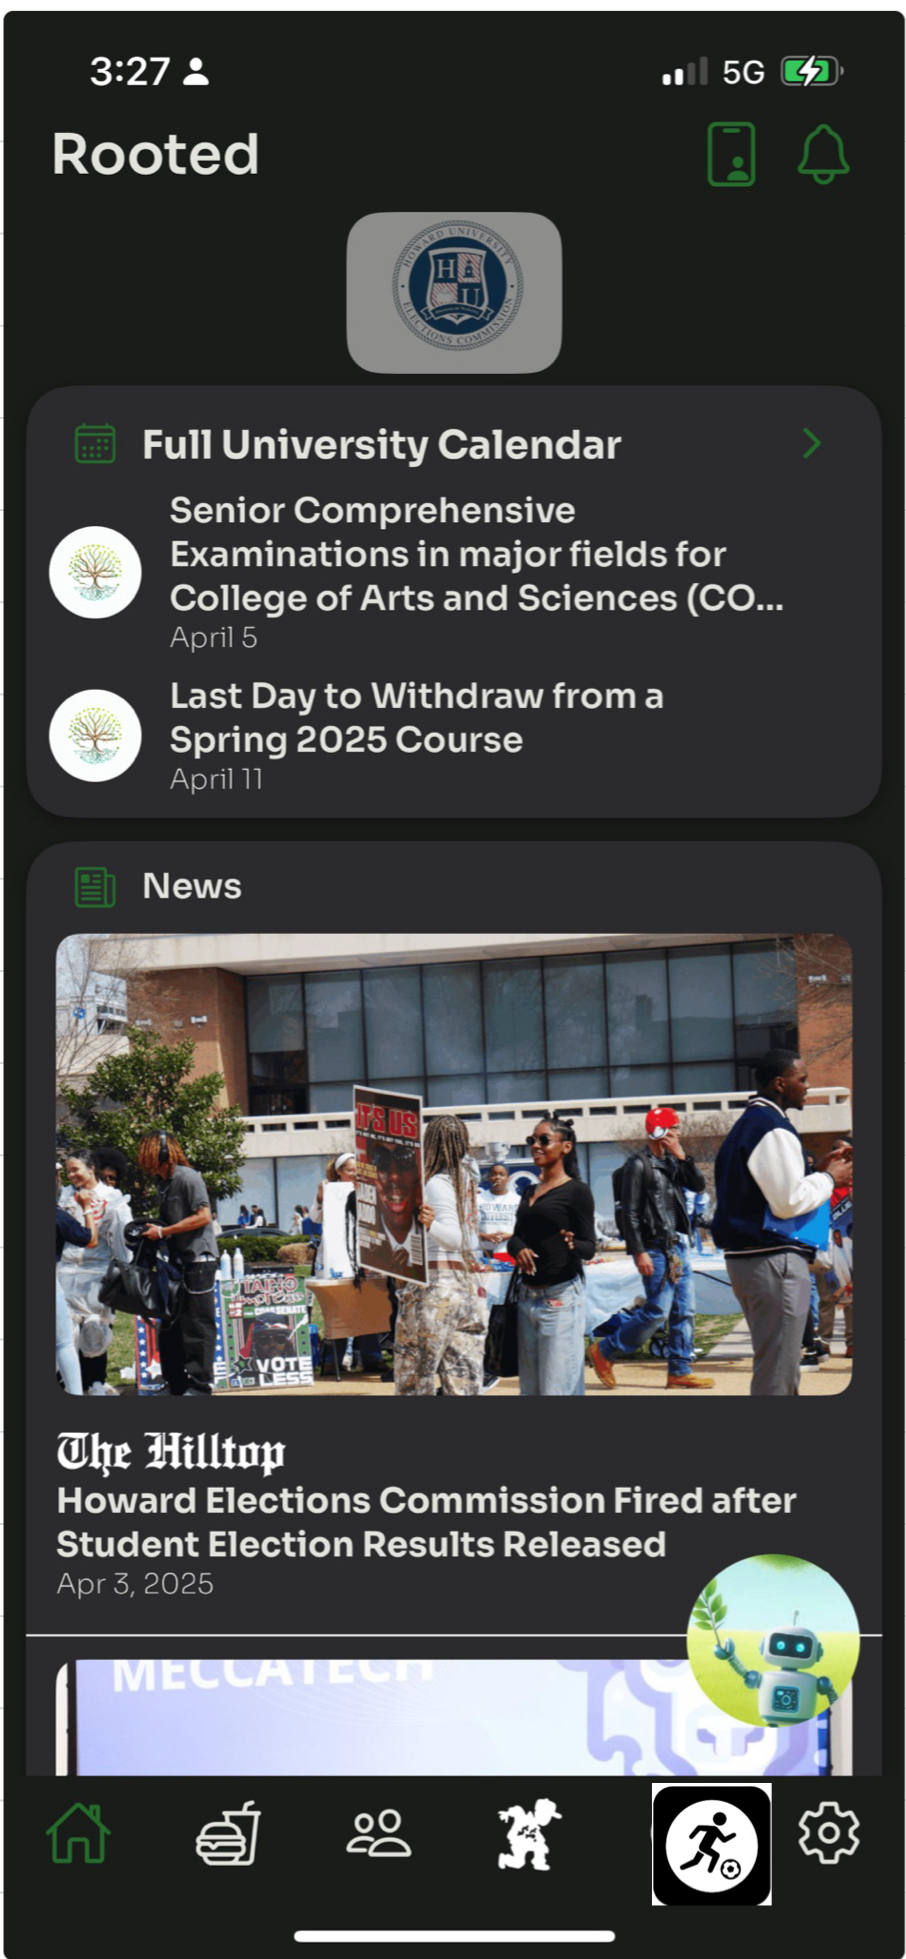 3:27
5G
Rooted
HOWARD UNIVERSITY
H
U
ELECTIONS COMMISSION
Full University Calendar
Senior Comprehensive
Examinations in major fields for
College of Arts and Sciences (CO...
April 5
Last Day to Withdraw from a
Spring 2025 Course
April 11
News
IT'S US
VOTE
LESS
The Hilltop
Howard Elections Commission Fired after
Student Election Results Released
Apr 3, 2025
MECCATECH